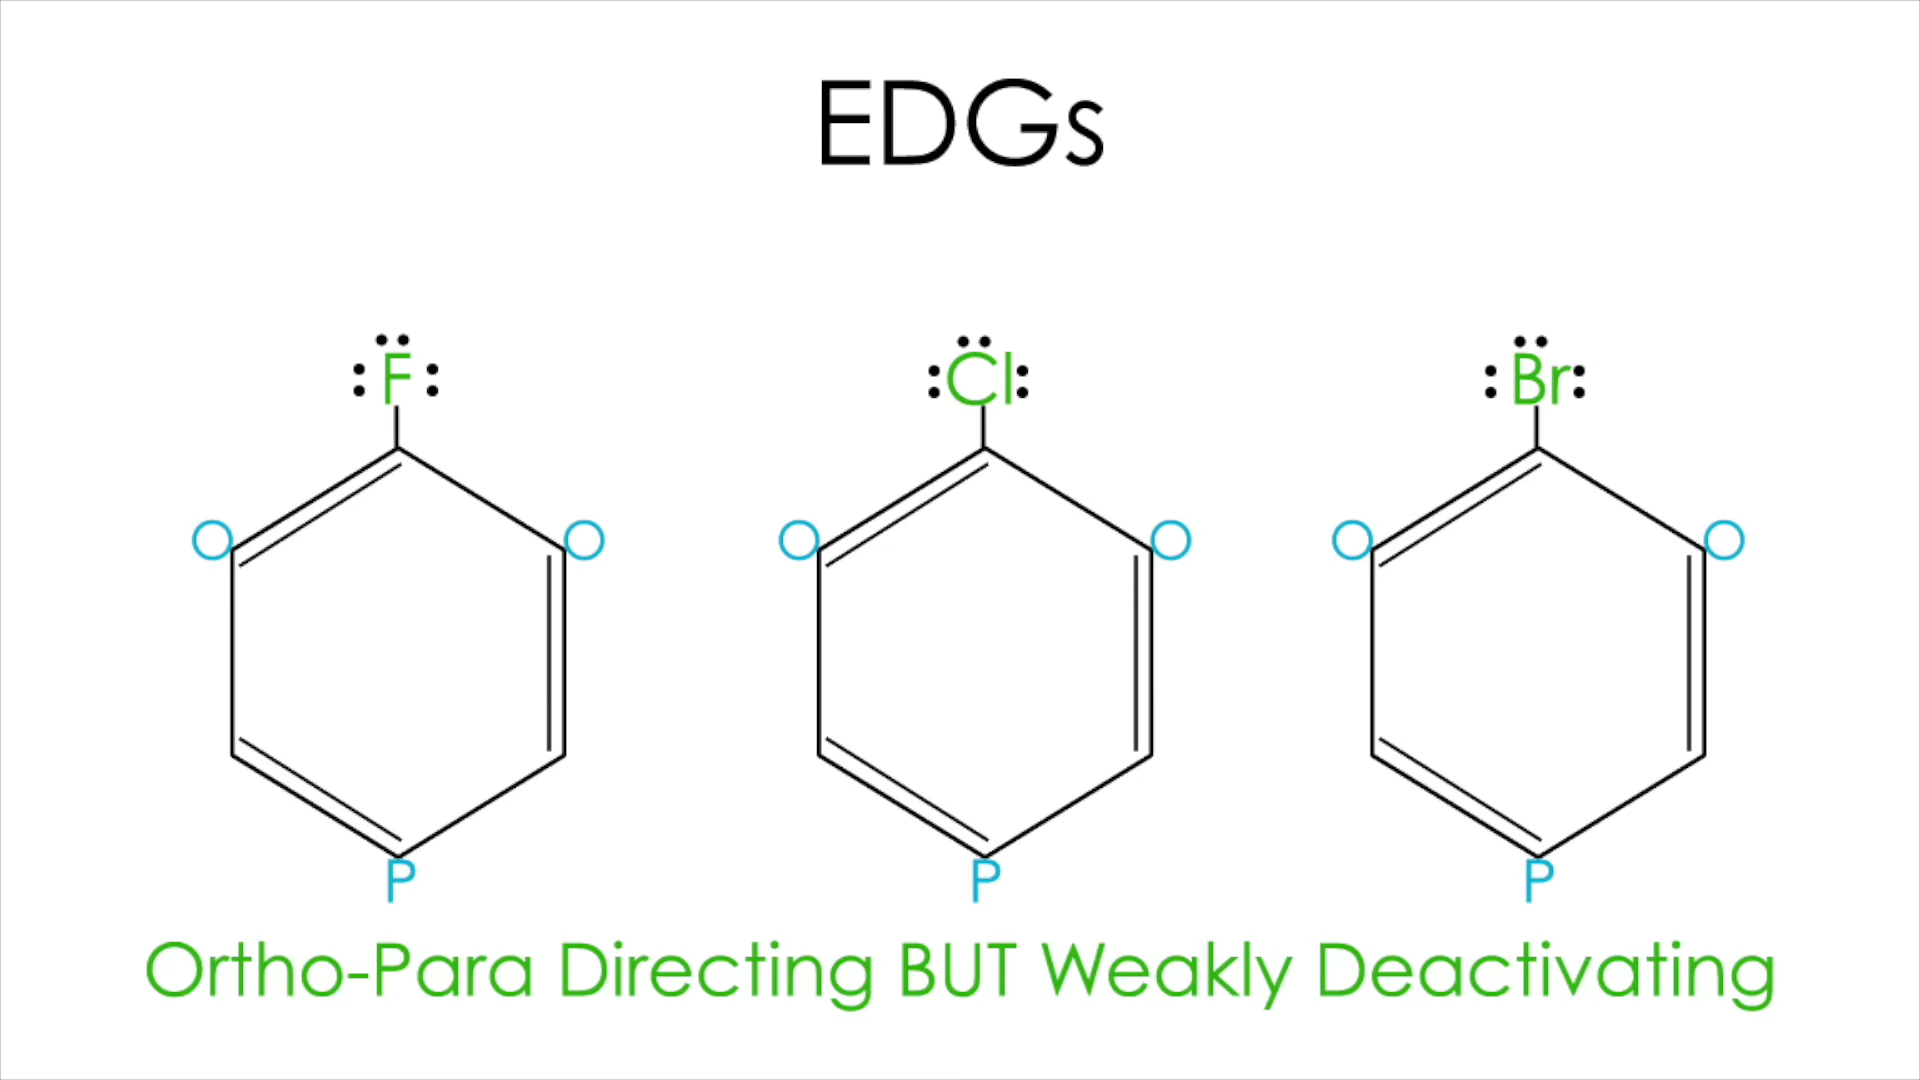 EDGs
F Cl Br
O O O O O O
P P P
Ortho-Para Directing BUT Weakly Deactivating